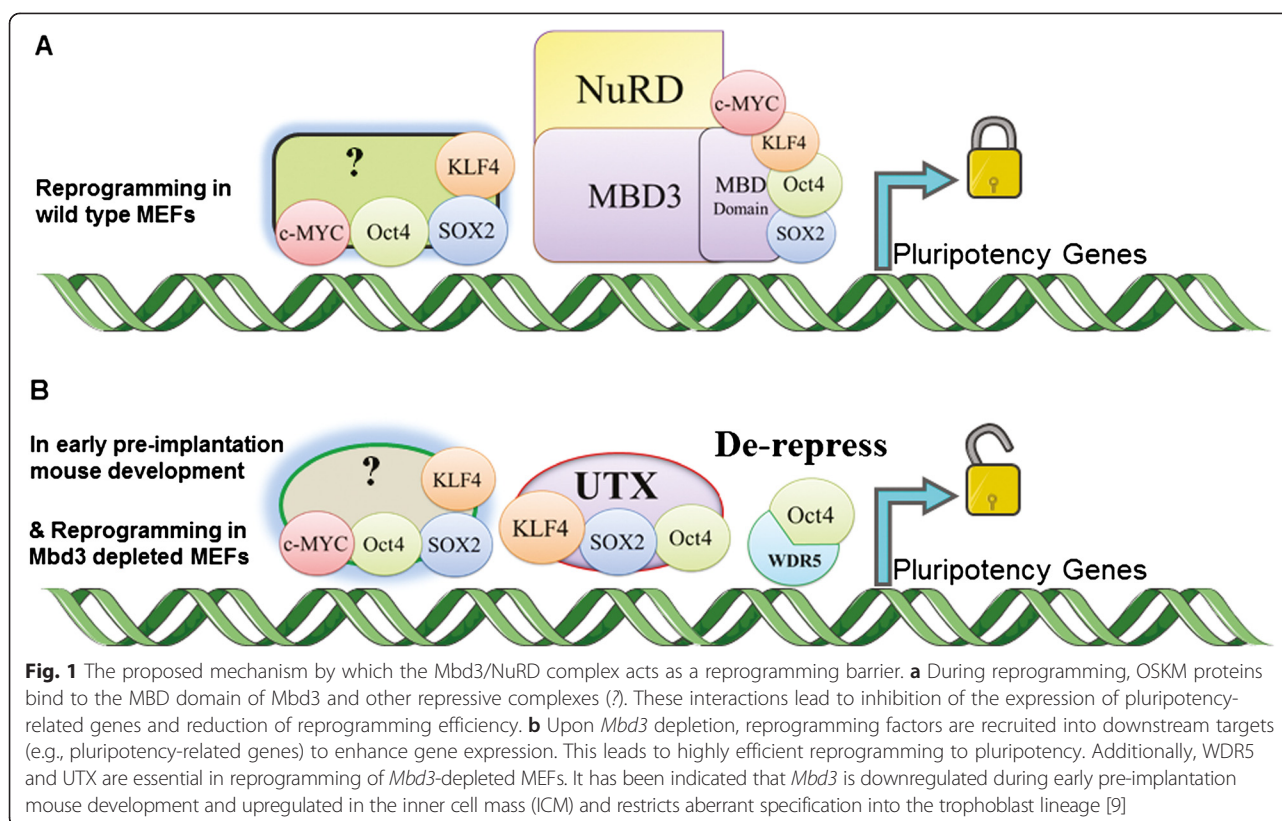 A
NuRD
c-MYC
?
KLF4
KLF4
Reprogramming in
wild type MEFs
MBD3
MBD
Domain
Oct4
c-MYC
Oct4
SOX2
SOX2
Pluripotency Genes
B
In early pre-implantation
mouse development
De-repress
?
KLF4
UTX
& Reprogramming in
Mbd3 depleted MEFs
c-MYC
Oct4
SOX2
KLF4
SOX2
Oct4
Oct4
WDR5
Pluripotency Genes
Fig. 1 The proposed mechanism by which the Mbd3/NuRD complex acts as a reprogramming barrier. a During reprogramming, OSKM proteins
bind to the MBD domain of Mbd3 and other repressive complexes (?). These interactions lead to inhibition of the expression of pluripotency-
related genes and reduction of reprogramming efficiency. b Upon Mbd3 depletion, reprogramming factors are recruited into downstream targets
(e.g., pluripotency-related genes) to enhance gene expression. This leads to highly efficient reprogramming to pluripotency. Additionally, WDR5
and UTX are essential in reprogramming of Mbd3-depleted MEFs. It has been indicated that Mbd3 is downregulated during early pre-implantation
mouse development and upregulated in the inner cell mass (ICM) and restricts aberrant specification into the trophoblast lineage [9]